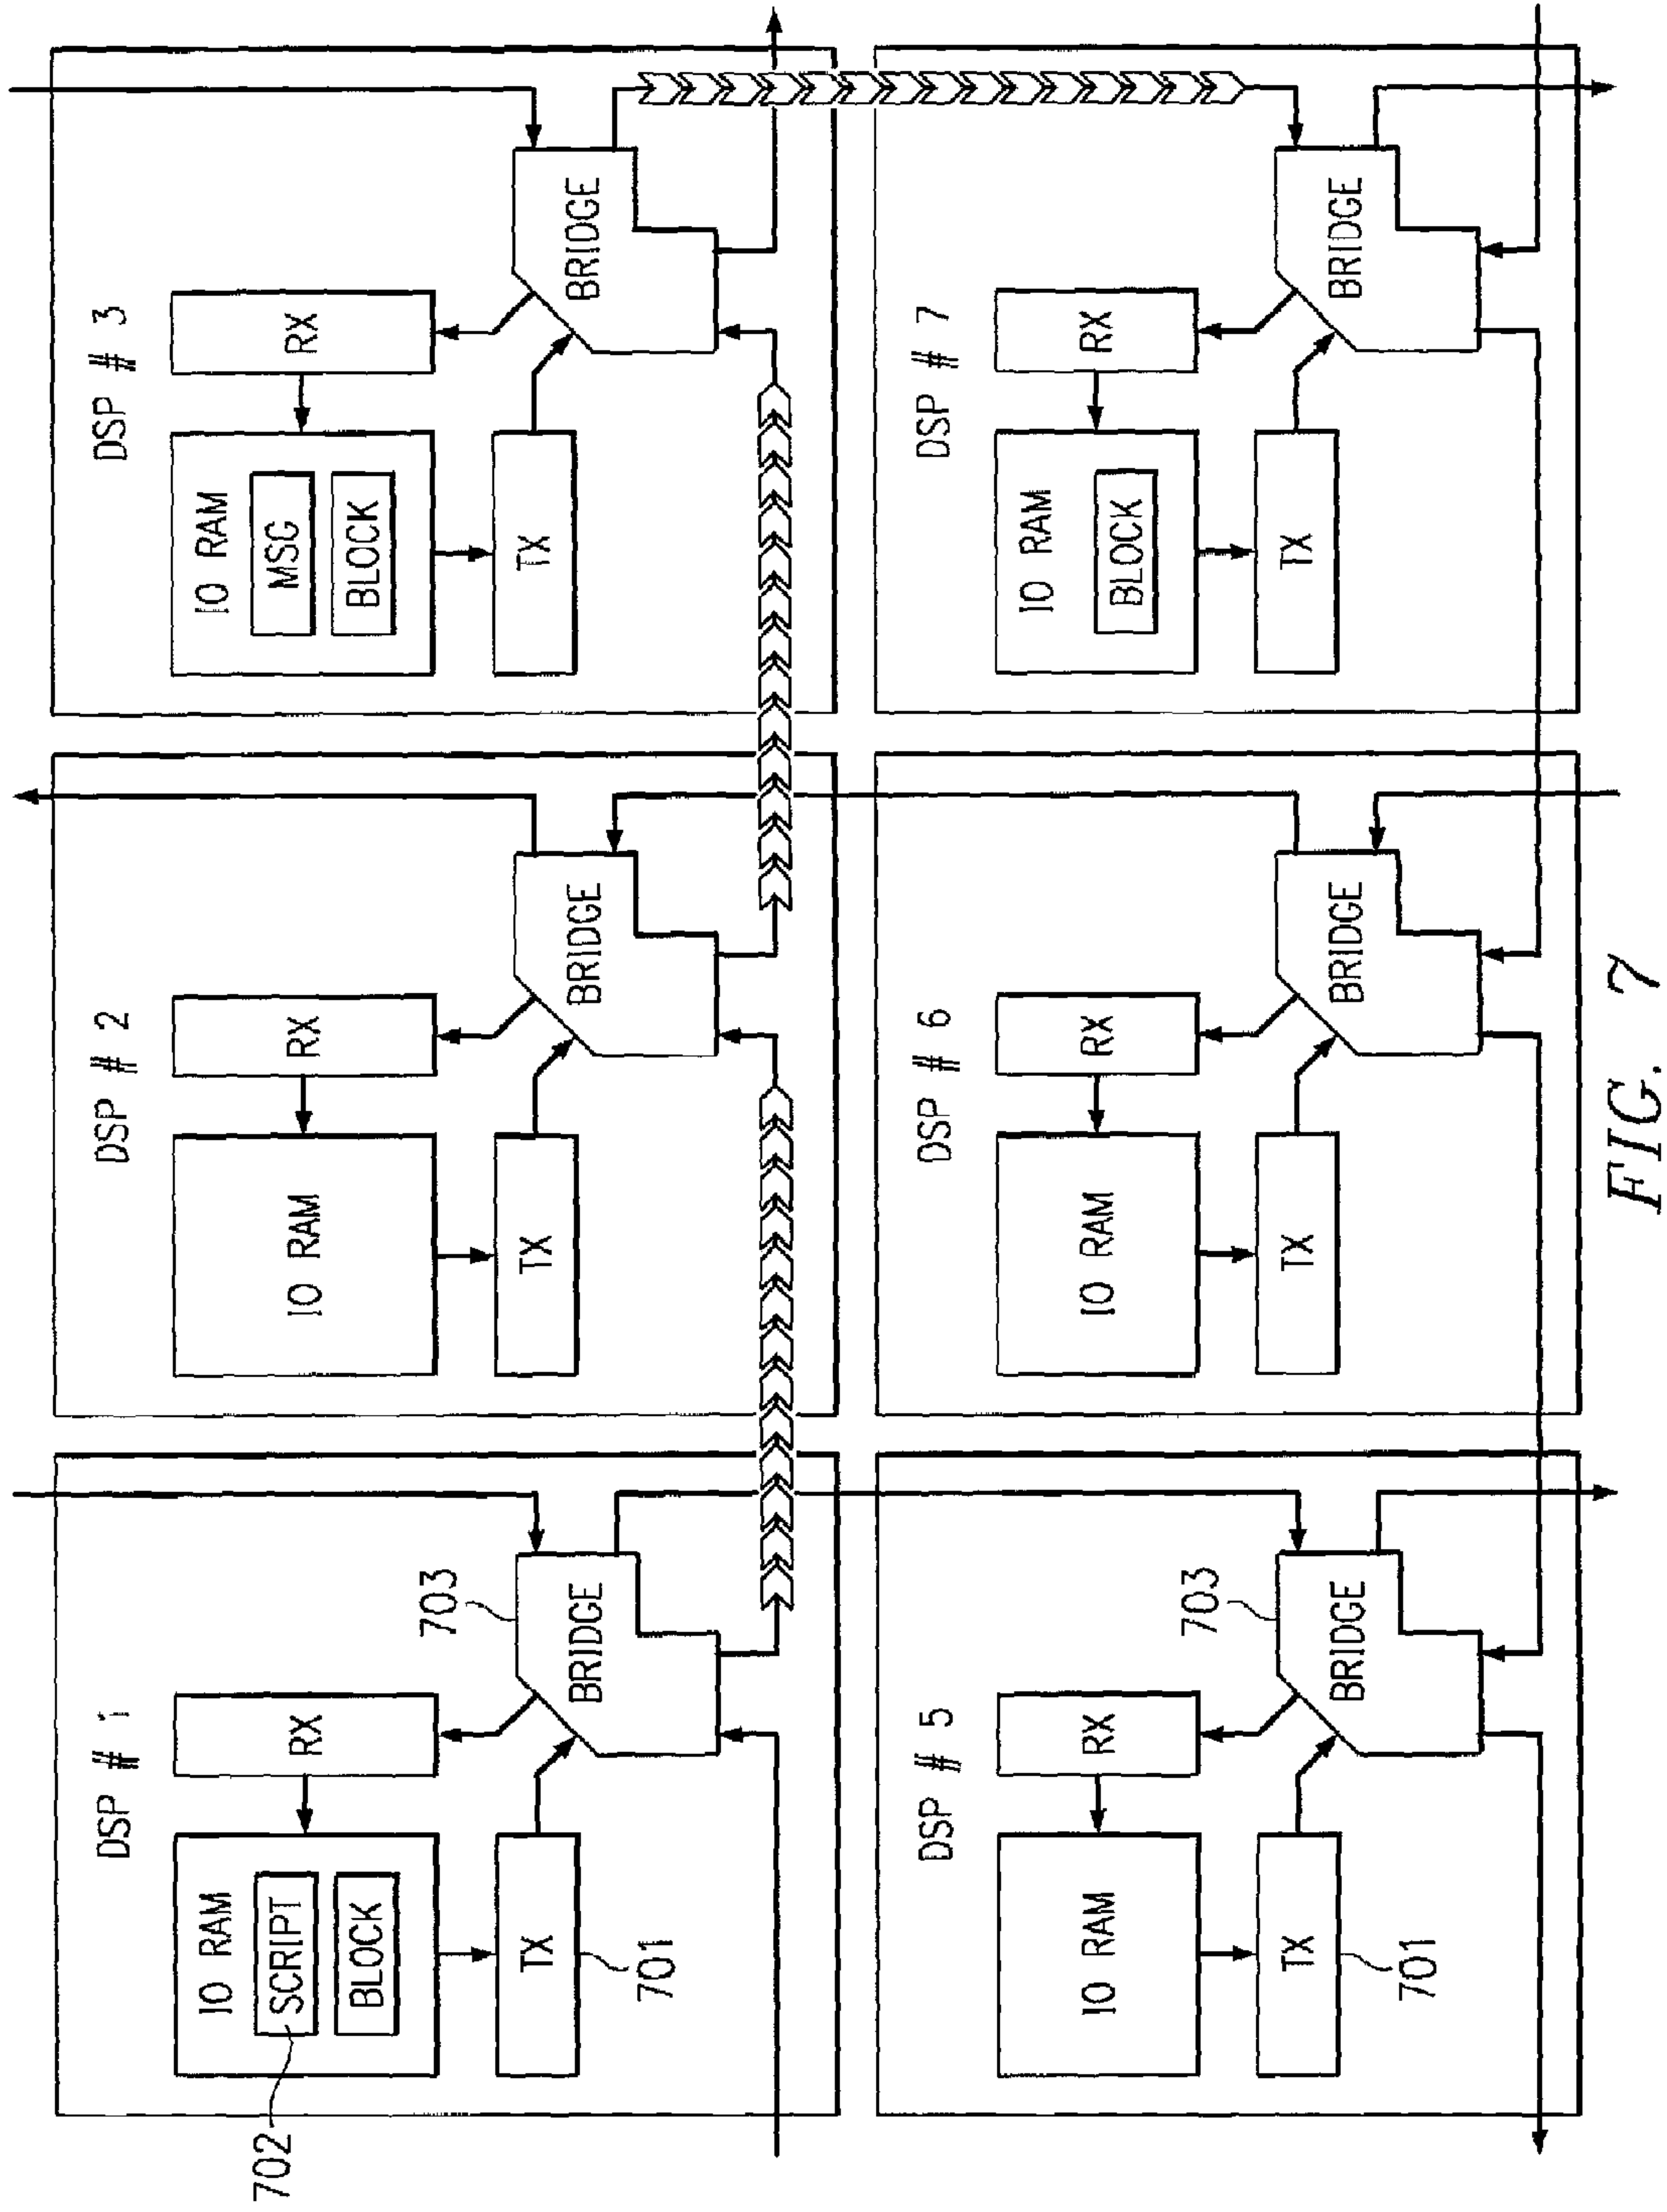 DSP # 1
IO RAM
SCRIPT
BLOCK
RX
TX
BRIDGE
702
701
703
DSP # 2
IO RAM
RX
TX
BRIDGE
DSP # 3
IO RAM
MSG
BLOCK
RX
TX
BRIDGE
DSP # 5
IO RAM
RX
TX
BRIDGE
701
703
DSP # 6
IO RAM
RX
TX
BRIDGE
DSP # 7
IO RAM
BLOCK
RX
TX
BRIDGE
FIG. 7